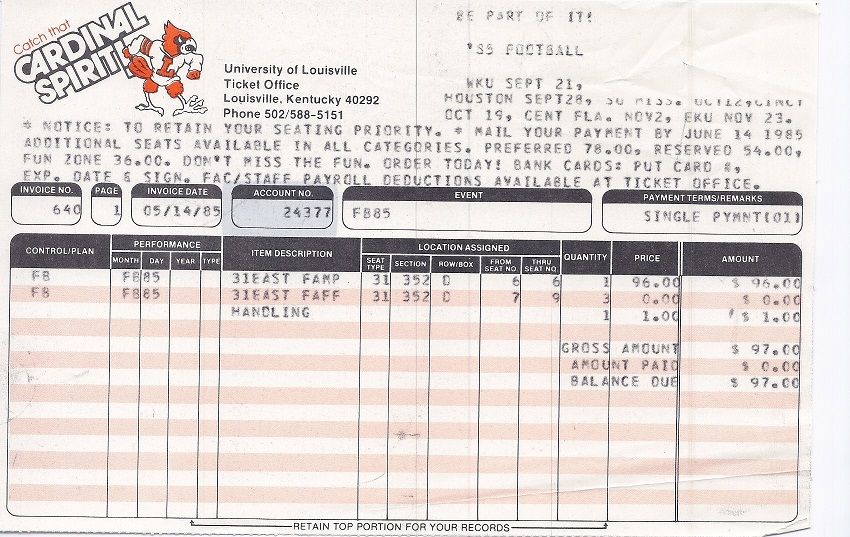 Catch that
CARDINAL
SPIRIT!
University of Louisville
Ticket Office
Louisville, Kentucky 40292
Phone 502/588-5151
BE PART OF IT!
FOOTBALL
WKU SEPT 21,
HOUSTON SEPT28, SO MISS. OCT12,CINCT
OCT 19, CENT FLA. NOV2, EKU NOV 23.
* NOTICE: TO RETAIN YOUR SEATING PRIORITY. * MAIL YOUR PAYMENT BY JUNE 14 1985
ADDITIONAL SEATS AVAILABLE IN ALL CATEGORIES. PREFERRED 78.00, RESERVED 54.00,
FUN ZONE 36.00. DON'T MISS THE FUN. ORDER TODAY! BANK CARDS: PUT CARD #,
EXP. DATE & SIGN. FAC/STAFF PAYROLL DEDUCTIONS AVAILABLE AT TICKET OFFICE.
INVOICE NO. PAGE INVOICE DATE ACCOUNT NO. EVENT PAYMENT TERMS/REMARKS
640 1 05/14/85 24377 FB85 SINGLE PYMNT(01)
CONTROL/PLAN PERFORMANCE ITEM DESCRIPTION LOCATION ASSIGNED QUANTITY PRICE AMOUNT
MONTH DAY YEAR TYPE SEAT TYPE SECTION ROW/BOX FROM SEAT NO. THRU SEAT NO.
FB FB85 31EAST FAMP 31 352 D 6 6 1 96.00 $ 96.00
FB FB85 31EAST FAFF 31 352 D 7 9 3 0.00 $ 0.00
HANDLING 1 1.00 $ 1.00
GROSS AMOUNT $ 97.00
AMOUNT PAID $ 0.00
BALANCE DUE $ 97.00
RETAIN TOP PORTION FOR YOUR RECORDS